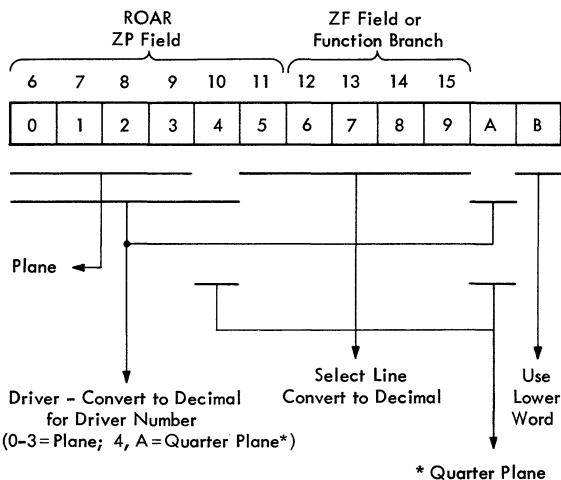 ROAR
ZP Field
ZF Field or
Function Branch
6 7 8 9 10 11 12 13 14 15
0 1 2 3 4 5 6 7 8 9 A B
Plane
Driver - Convert to Decimal
for Driver Number
(0-3=Plane; 4, A=Quarter Plane*)
Select Line
Convert to Decimal
Use
Lower
Word
* Quarter Plane